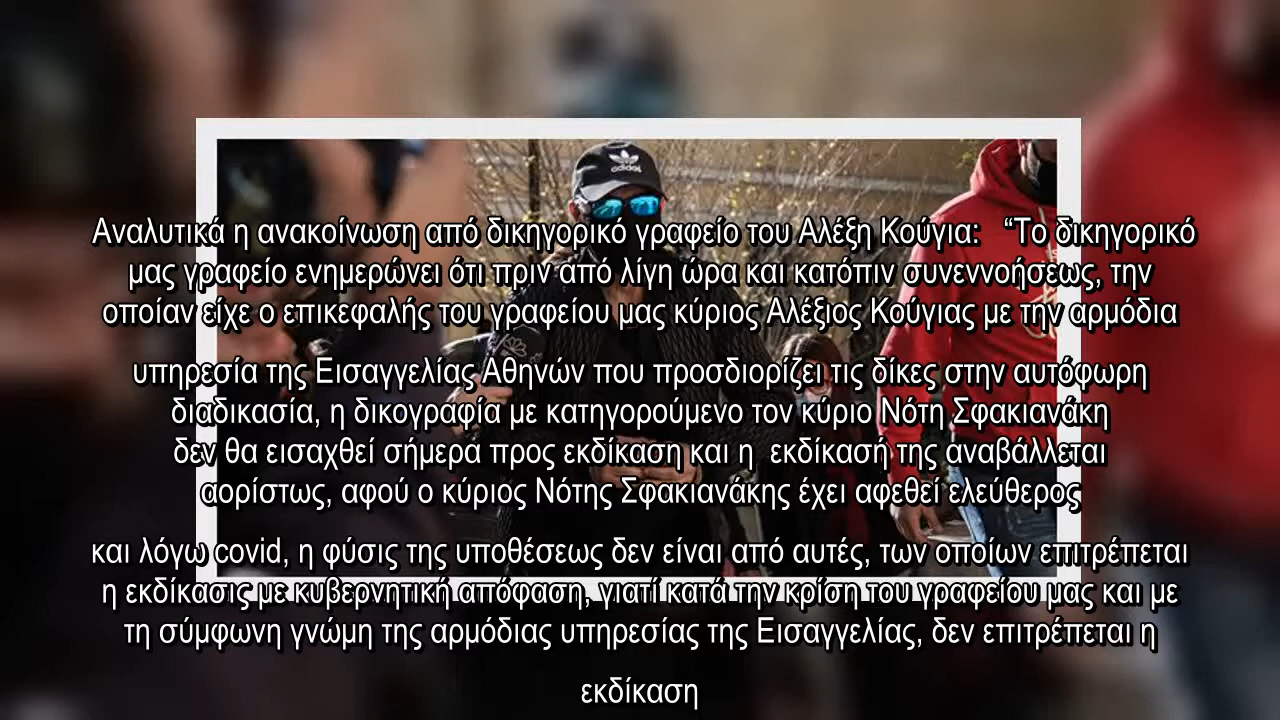 adidas
Αναλυτικά η ανακοίνωση από δικηγορικό γραφείο του Αλέξη Κούγια: “Το δικηγορικό
μας γραφείο ενημερώνει ότι πριν από λίγη ώρα και κατόπιν συνεννοήσεως, την
οποίαν είχε ο επικεφαλής του γραφείου μας κύριος Αλέξιος Κούγιας με την αρμόδια
υπηρεσία της Εισαγγελίας Αθηνών που προσδιορίζει τις δίκες στην αυτόφωρη
διαδικασία, η δικογραφία με κατηγορούμενο τον κύριο Νότη Σφακιανάκη
δεν θα εισαχθεί σήμερα προς εκδίκαση και η εκδίκασή της αναβάλλεται
αορίστως, αφού ο κύριος Νότης Σφακιανάκης έχει αφεθεί ελεύθερος
και λόγω covid, η φύσις της υποθέσεως δεν είναι από αυτές, των οποίων επιτρέπεται
η εκδίκασις με κυβερνητική απόφαση, γιατί κατά την κρίση του γραφείου μας και με
τη σύμφωνη γνώμη της αρμόδιας υπηρεσίας της Εισαγγελίας, δεν επιτρέπεται η
εκδίκαση